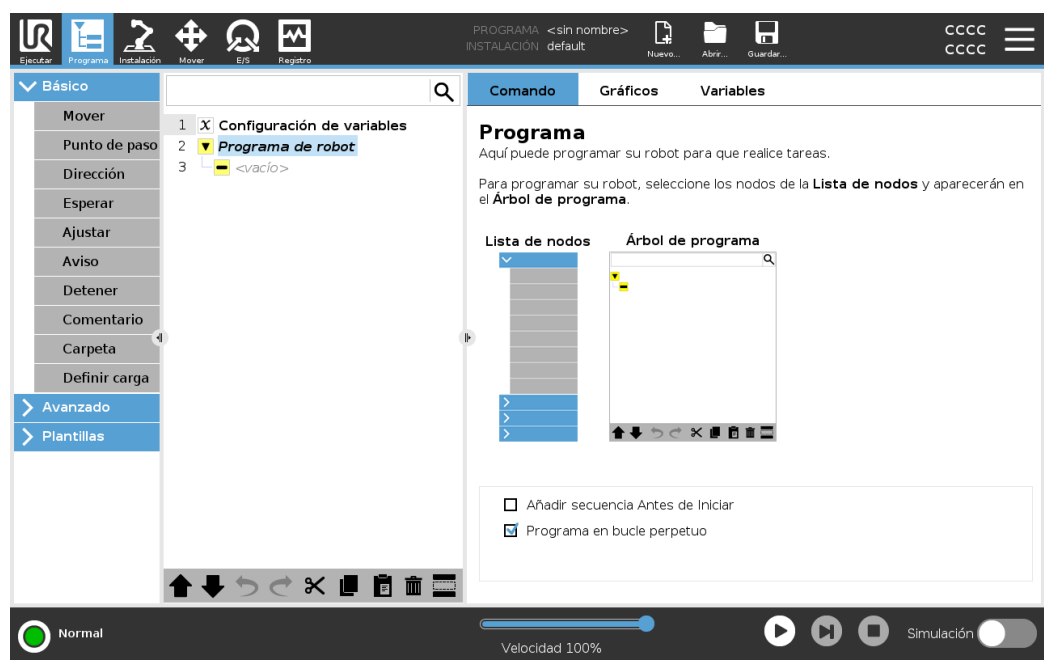 PROGRAMA <sin nombre>
INSTALACIÓN default
UR
Ejecutar
Programa
Instalación
Mover
E/S
Registro
Nuevo...
Abrir...
Guardar...
CCCC
CCCC
Básico
Mover
Punto de paso
Dirección
Esperar
Ajustar
Aviso
Detener
Comentario
Carpeta
Definir carga
Avanzado
Plantillas
1 X Configuración de variables
2 Programa de robot
3 <vacío>
Comando
Gráficos
Variables
Programa
Aquí puede programar su robot para que realice tareas.
Para programar su robot, seleccione los nodos de la Lista de nodos y aparecerán en
el Árbol de programa.
Lista de nodos
Árbol de programa
Añadir secuencia Antes de Iniciar
Programa en bucle perpetuo
Normal
Velocidad 100%
Simulación